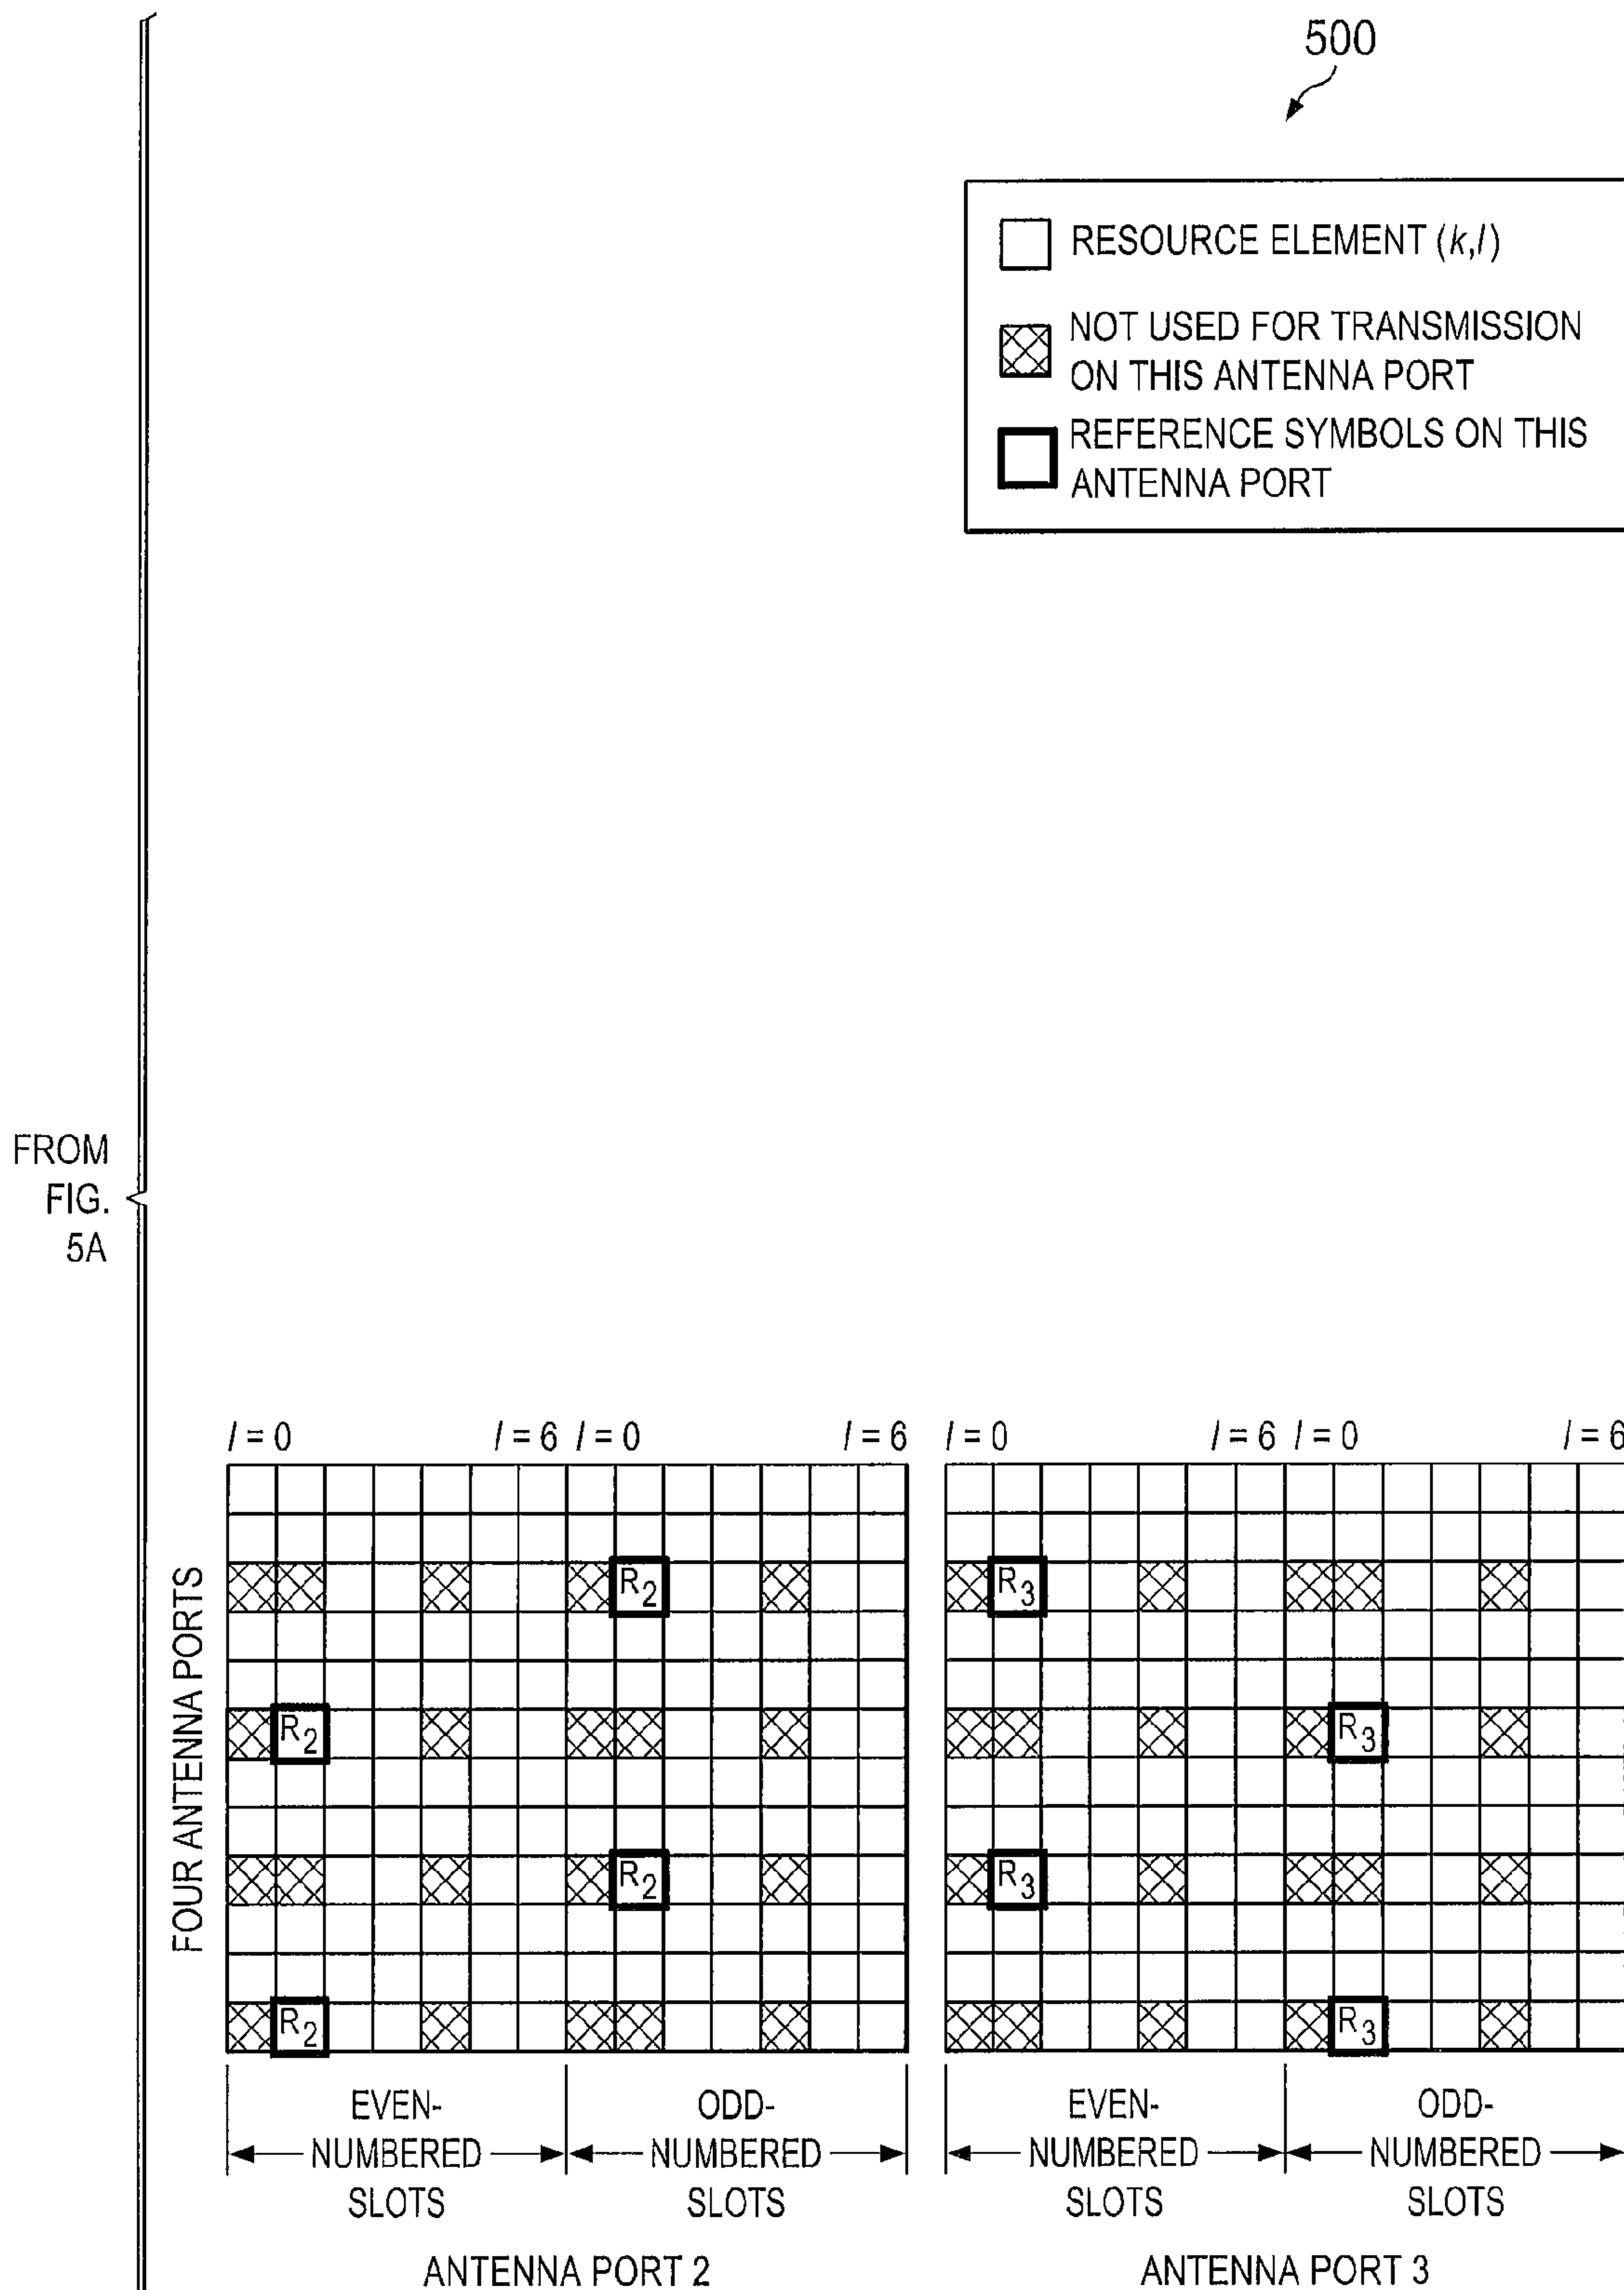 500
RESOURCE ELEMENT (k,l)
NOT USED FOR TRANSMISSION
ON THIS ANTENNA PORT
REFERENCE SYMBOLS ON THIS
ANTENNA PORT
FROM
FIG.
5A
FOUR ANTENNA PORTS
l = 0 l = 6 l = 0 l = 6 l = 0 l = 6 l = 0 l = 6
R2 R3
R2 R3
R2 R3
R2 R3
EVEN- ODD- EVEN- ODD-
NUMBERED NUMBERED NUMBERED NUMBERED
SLOTS SLOTS SLOTS SLOTS
ANTENNA PORT 2 ANTENNA PORT 3